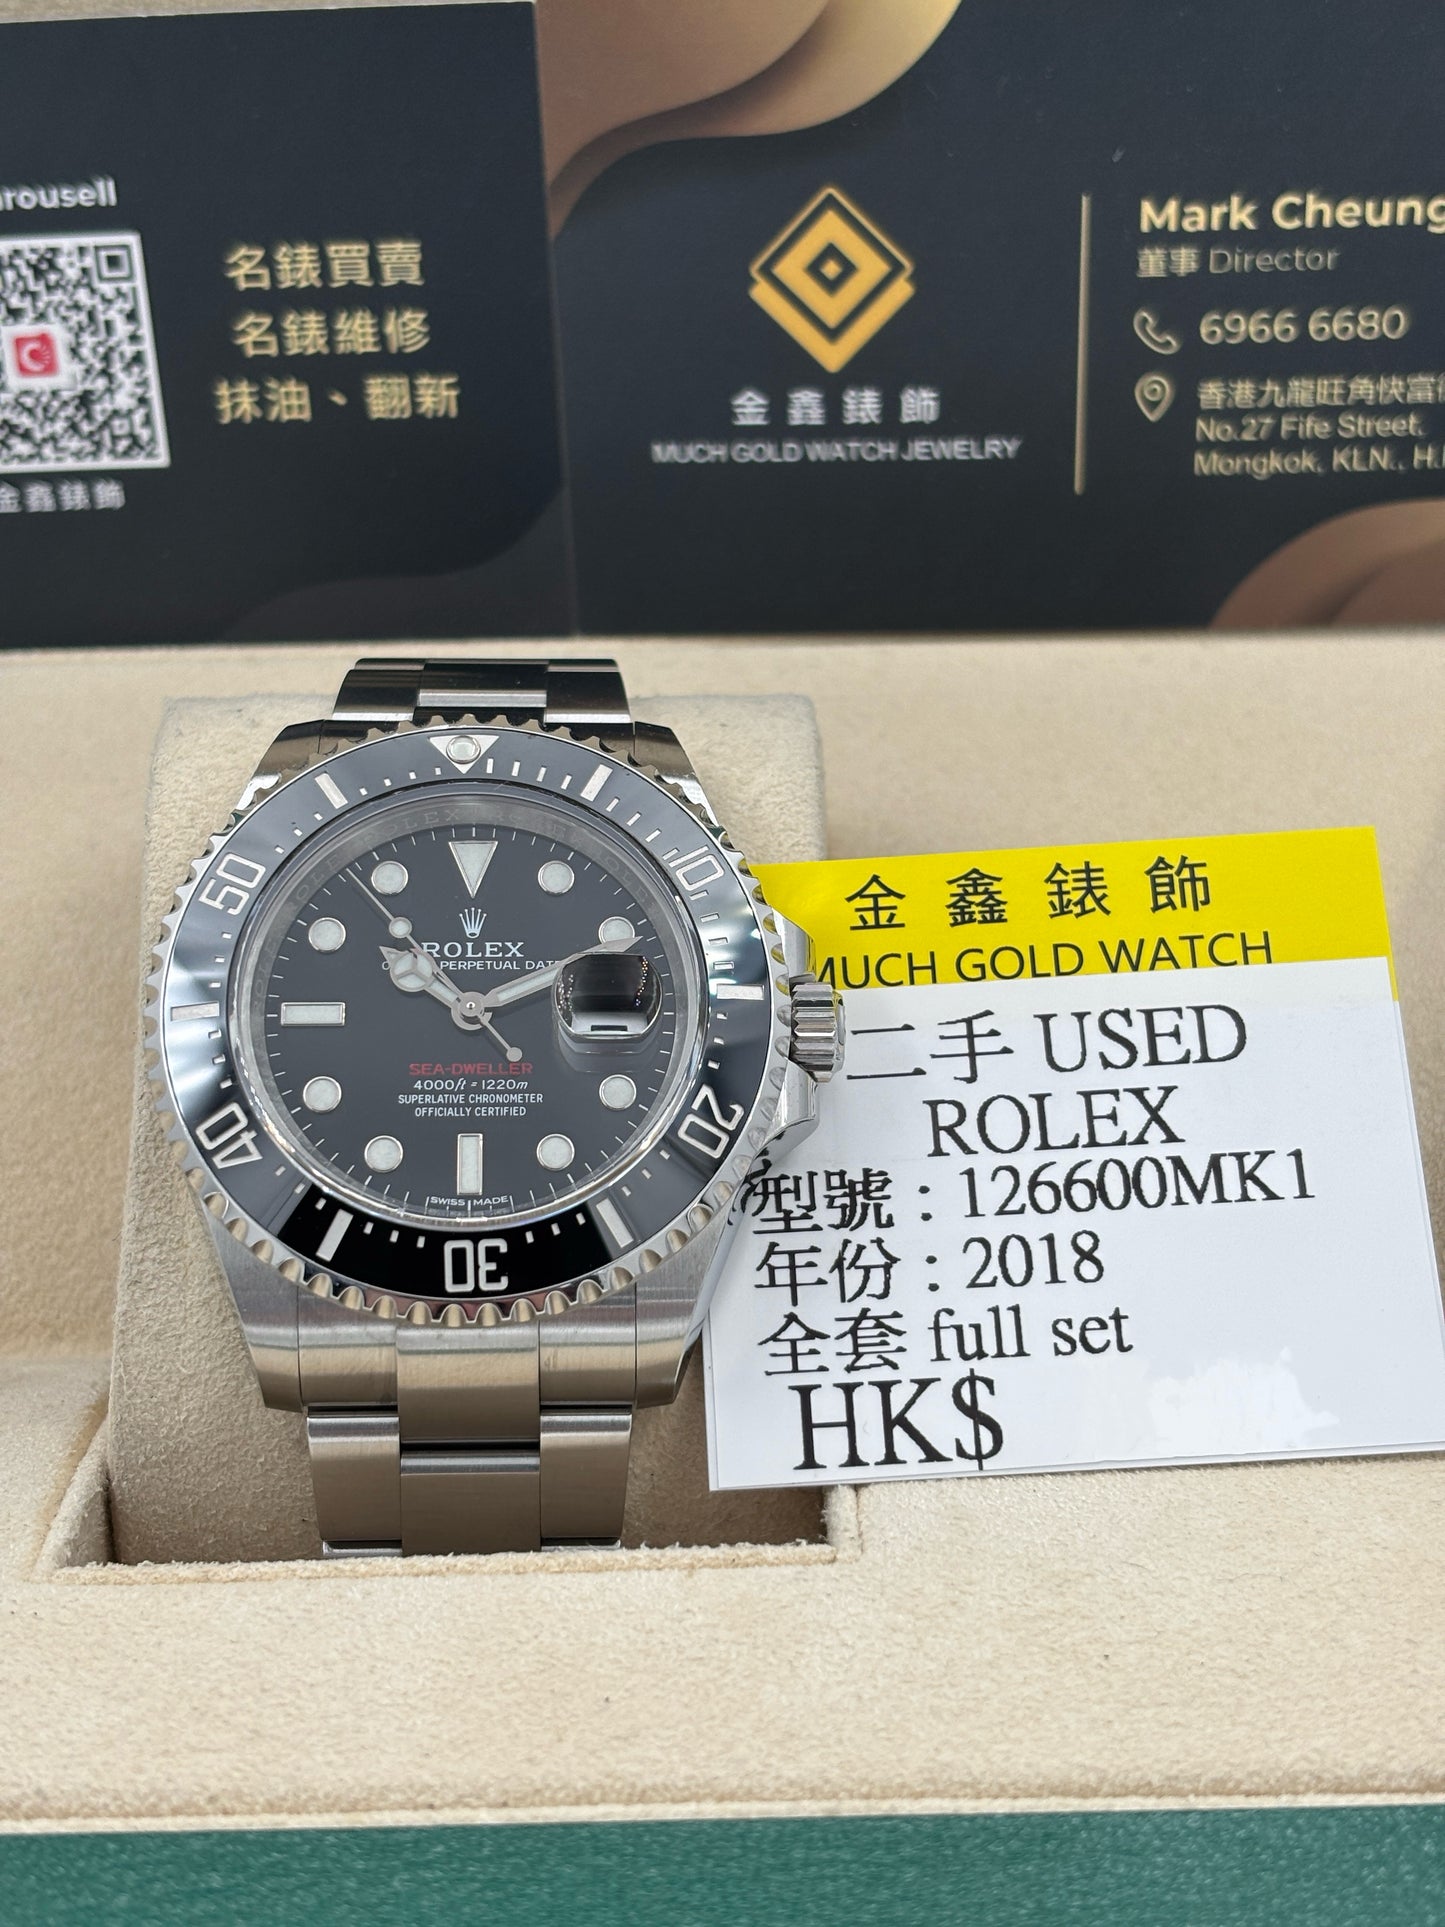 名錶買賣
名錶維修
抹油、翻新
金鑫錶飾
金鑫錶飾
MUCH GOLD WATCH JEWELRY
Mark Cheung
董事 Director
6966 6680
香港九龍旺角快富
No.27 Fife Street,
Mongkok, KLN.,
50
10
40
20
30
ROLEX
PERPETUAL DATE
SEA-DWELLER
4000ft = 1220m
SUPERLATIVE CHRONOMETER
OFFICIALLY CERTIFIED
SWISS MADE
金鑫錶飾
MUCH GOLD WATCH
二手 USED
ROLEX
型號：126600MK1
年份：2018
全套 full set
HK$